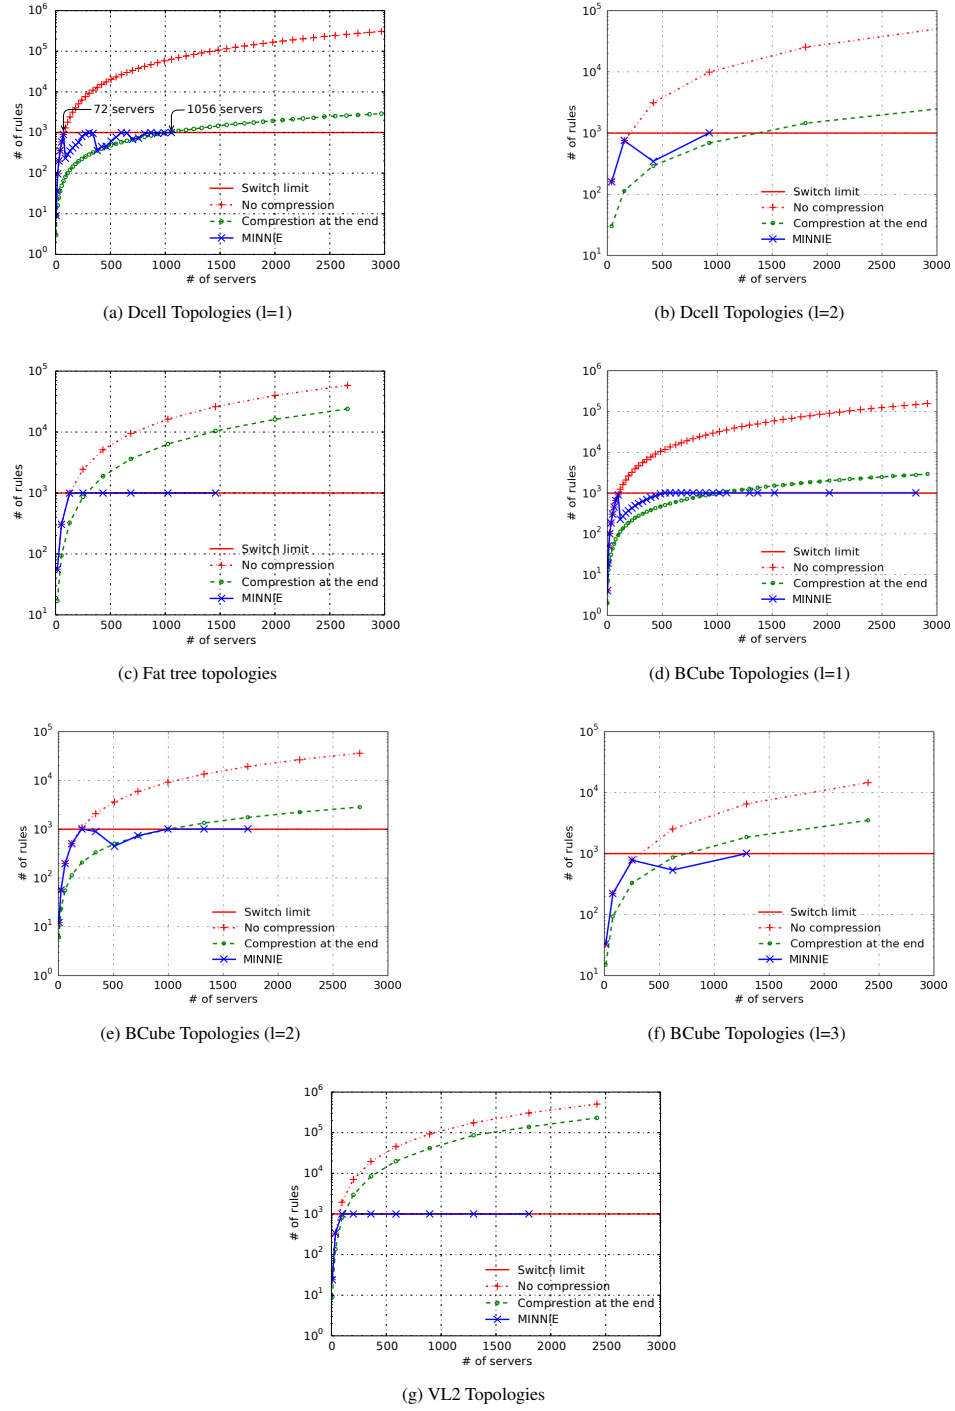 10^6
10^5
10^4
10^3
10^2
10^1
10^0
# of rules
72 servers
1056 servers
Switch limit
No compression
Comprestion at the end
MINNIE
0 500 1000 1500 2000 2500 3000
# of servers
(a) Dcell Topologies (l=1)
10^5
10^4
10^3
10^2
10^1
# of rules
Switch limit
No compression
Comprestion at the end
MINNIE
0 500 1000 1500 2000 2500 3000
# of servers
(b) Dcell Topologies (l=2)
10^5
10^4
10^3
10^2
10^1
# of rules
Switch limit
No compression
Comprestion at the end
MINNIE
0 500 1000 1500 2000 2500 3000
# of servers
(c) Fat tree topologies
10^6
10^5
10^4
10^3
10^2
10^1
10^0
# of rules
Switch limit
No compression
Comprestion at the end
MINNIE
0 500 1000 1500 2000 2500 3000
# of servers
(d) BCube Topologies (l=1)
10^5
10^4
10^3
10^2
10^1
10^0
# of rules
Switch limit
No compression
Comprestion at the end
MINNIE
0 500 1000 1500 2000 2500 3000
# of servers
(e) BCube Topologies (l=2)
10^5
10^4
10^3
10^2
10^1
# of rules
Switch limit
No compression
Comprestion at the end
MINNIE
0 500 1000 1500 2000 2500 3000
# of servers
(f) BCube Topologies (l=3)
10^6
10^5
10^4
10^3
10^2
10^1
10^0
# of rules
Switch limit
No compression
Comprestion at the end
MINNIE
0 500 1000 1500 2000 2500 3000
# of servers
(g) VL2 Topologies